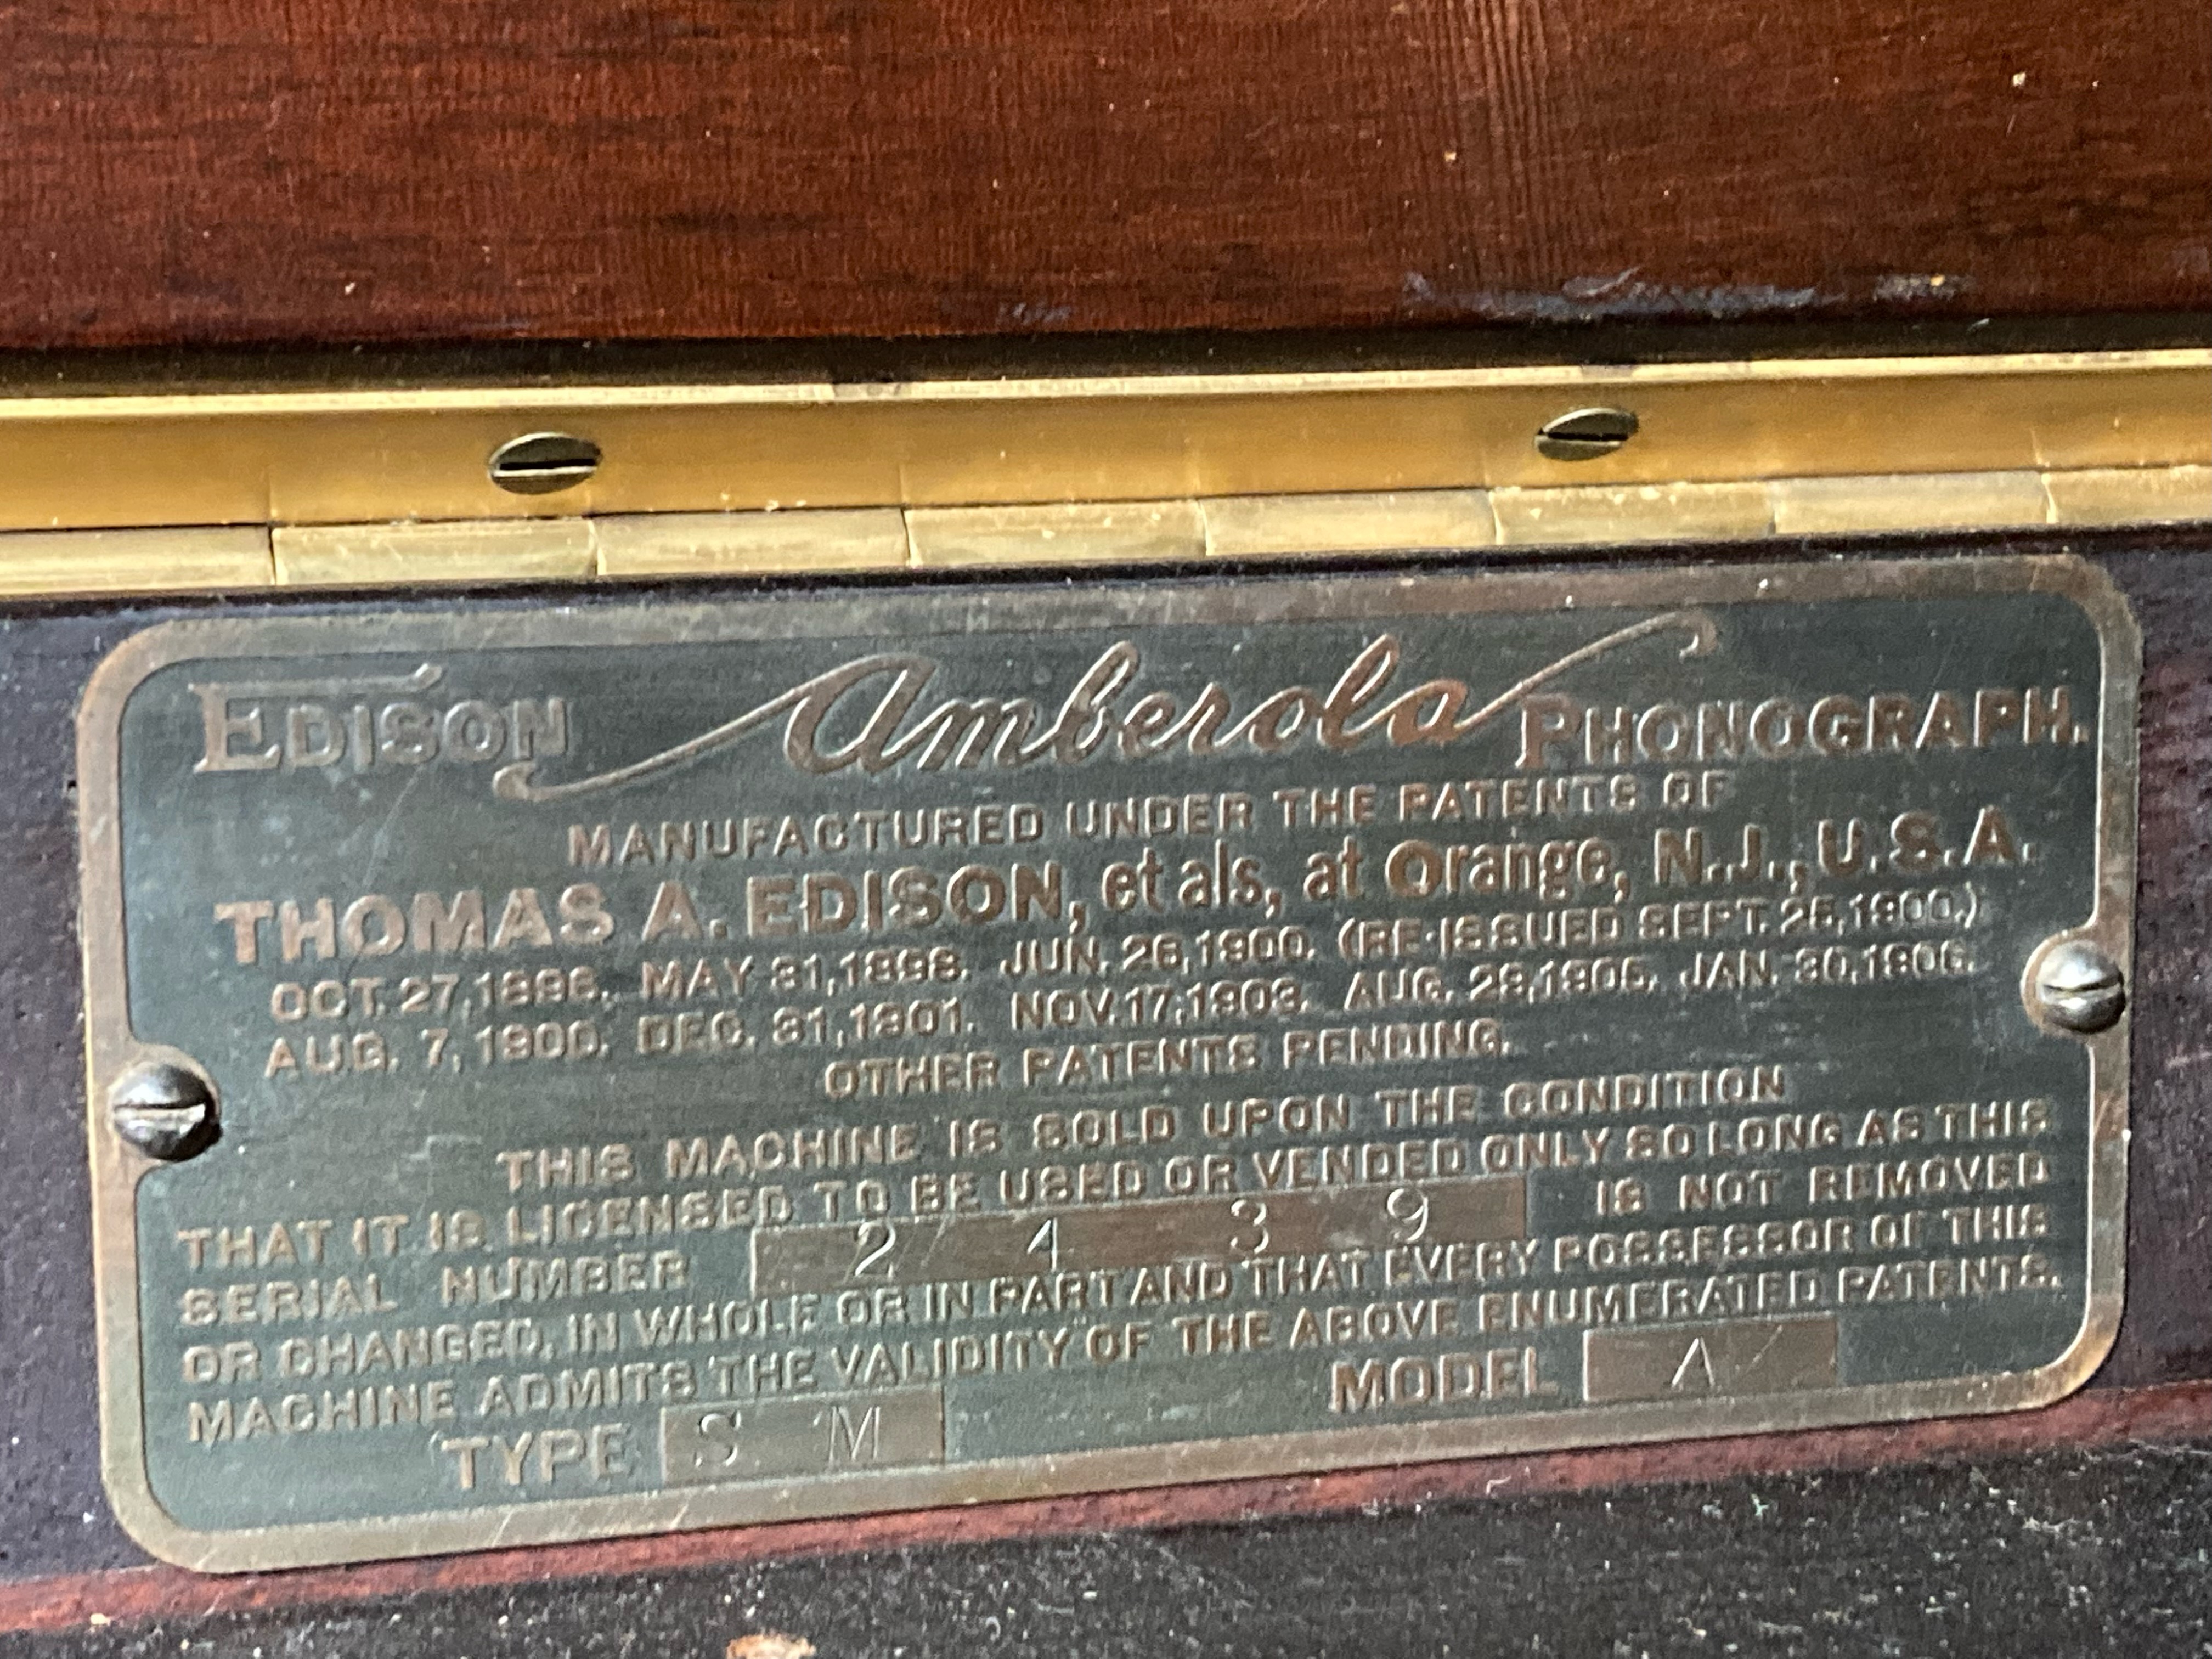 EDISON Amberola PHONOGRAPH.
MANUFACTURED UNDER THE PATENTS OF
THOMAS A. EDISON, et als, at Orange, N.J., U.S.A.
OCT. 27, 1896. MAY 31, 1898. JUN. 26, 1900. (RE-ISSUED SEPT. 25, 1900.)
AUG. 7, 1900. DEC. 31, 1901. NOV. 17, 1903. AUG. 29, 1905. JAN. 30, 1906.
OTHER PATENTS PENDING.
THIS MACHINE IS SOLD UPON THE CONDITION
THAT IT IS LICENSED TO BE USED OR VENDED ONLY SO LONG AS THIS
SERIAL NUMBER 2439 IS NOT REMOVED
OR CHANGED, IN WHOLE OR IN PART AND THAT EVERY POSSESSOR OF THIS
MACHINE ADMITS THE VALIDITY OF THE ABOVE ENUMERATED PATENTS.
TYPE SM MODEL A